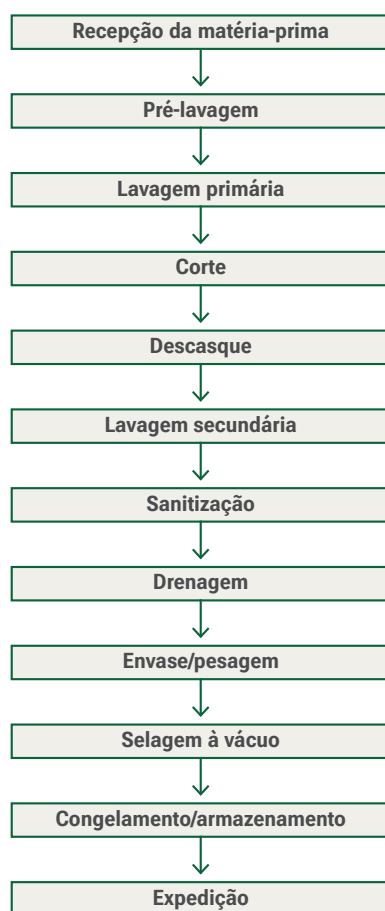 Recepção da matéria-prima
Pré-lavagem
Lavagem primária
Corte
Descasque
Lavagem secundária
Sanitização
Drenagem
Envase/pesagem
Selagem à vácuo
Congelamento/armazenamento
Expedição